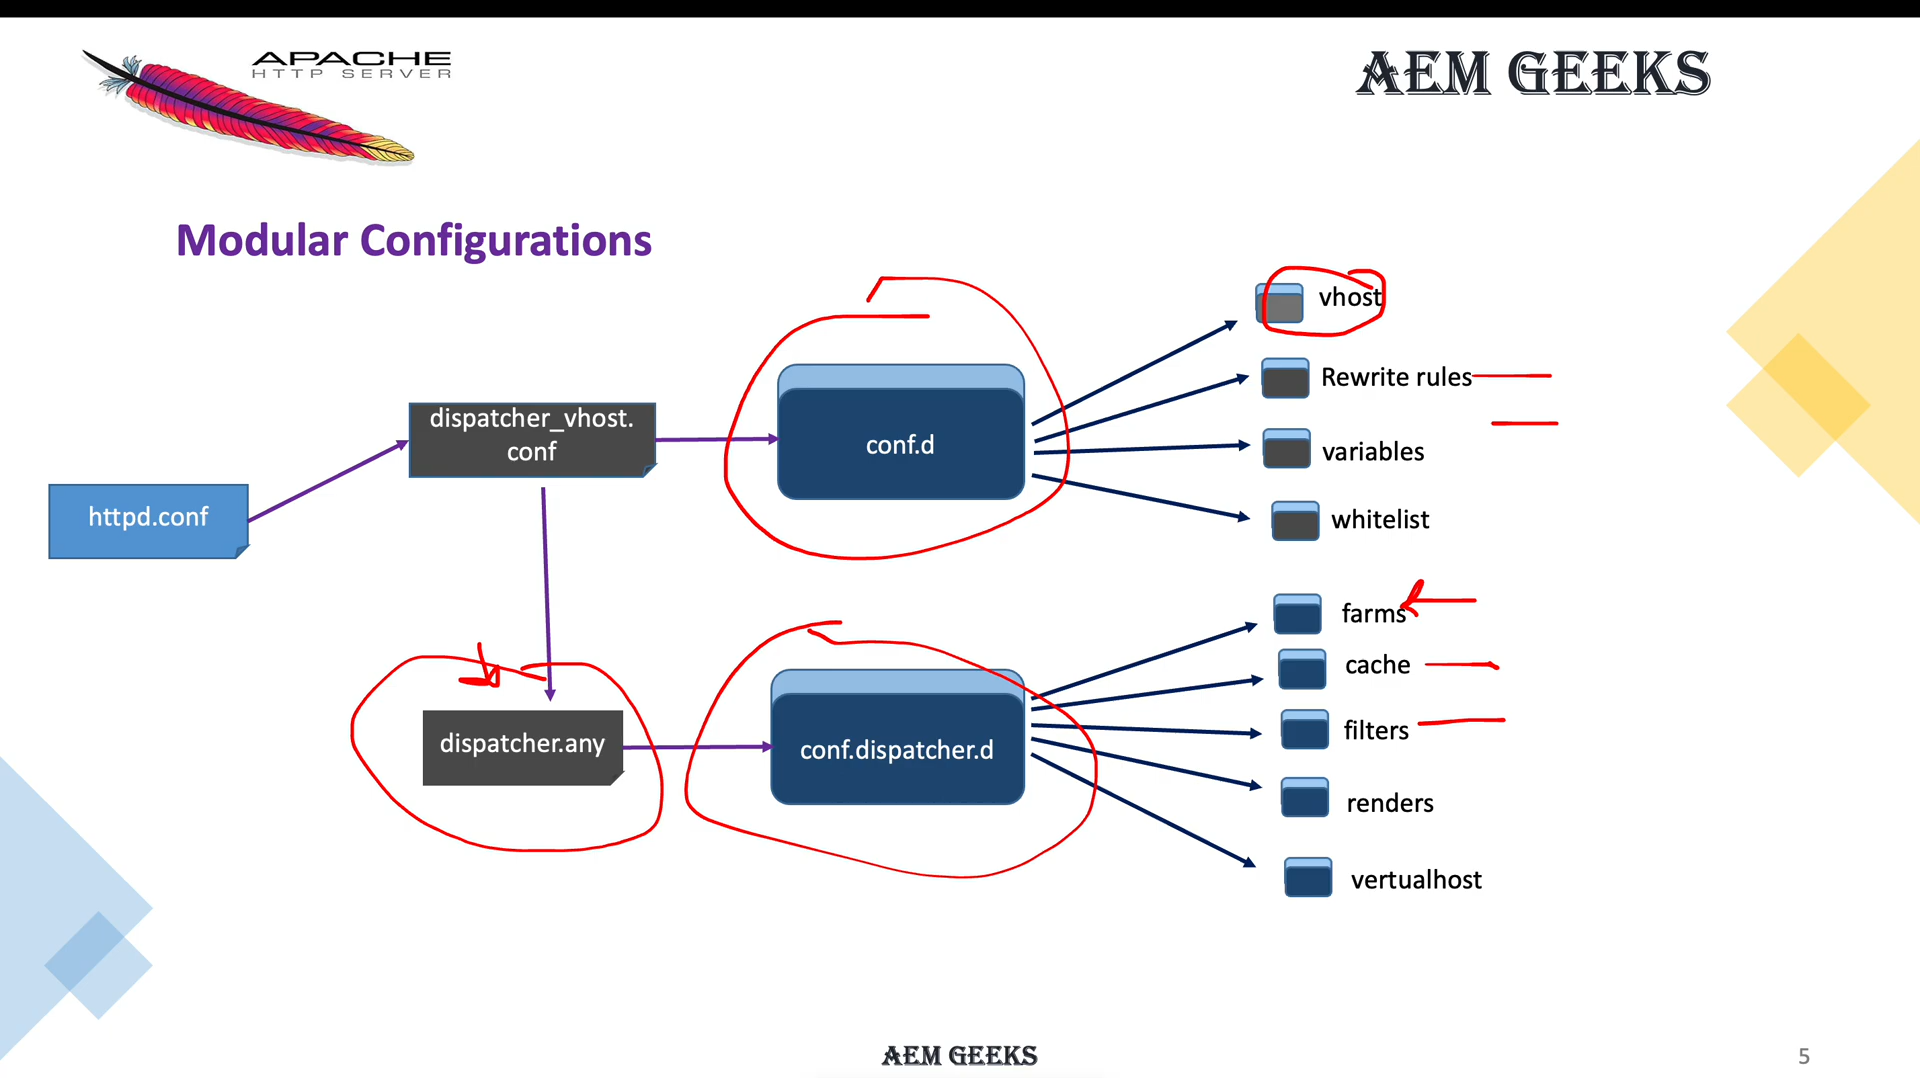 APACHE
HTTP SERVER
AEM GEEKS
Modular Configurations
httpd.conf
dispatcher_vhost.
conf
conf.d
vhost
Rewrite rules
variables
whitelist
dispatcher.any
conf.dispatcher.d
farms
cache
filters
renders
vertualhost
AEM GEEKS
5